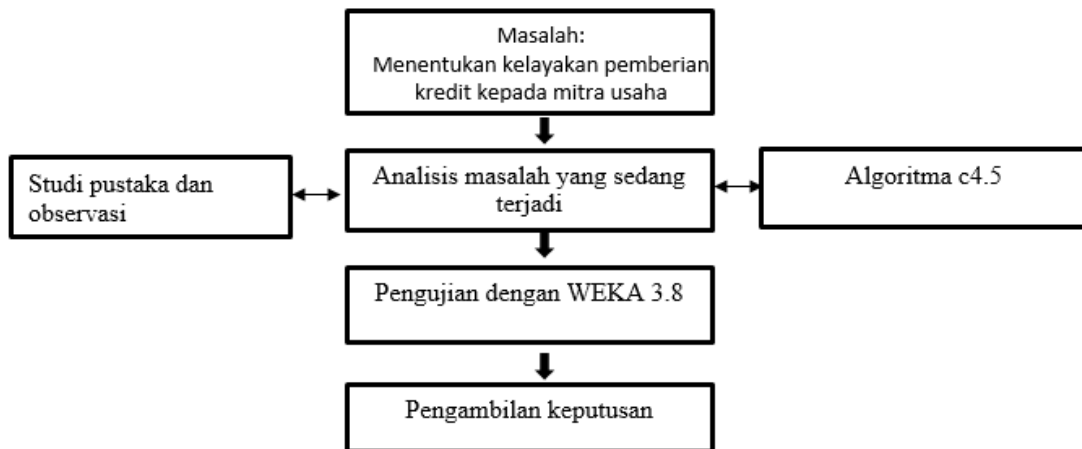 Masalah:
Menentukan kelayakan pemberian
kredit kepada mitra usaha
Studi pustaka dan
observasi
Analisis masalah yang sedang
terjadi
Algoritma c4.5
Pengujian dengan WEKA 3.8
Pengambilan keputusan